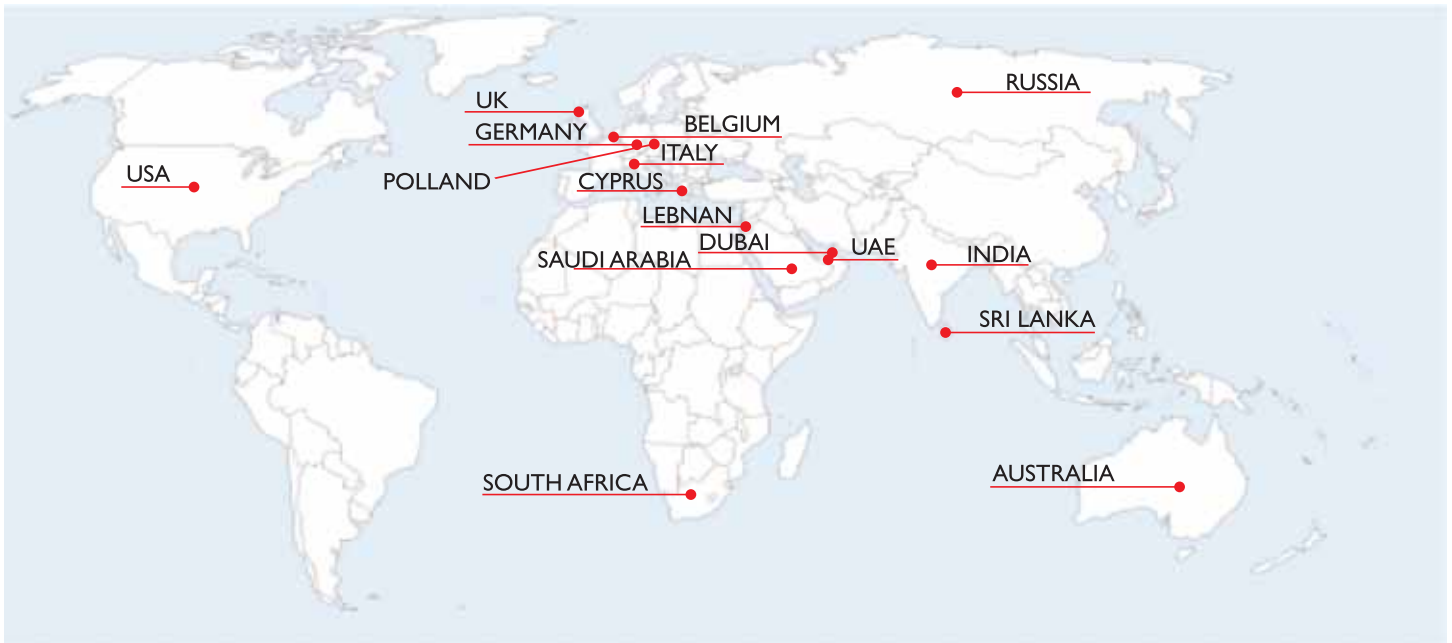 RUSSIA
UK
BELGIUM
GERMANY
ITALY
USA
POLLAND
CYPRUS
LEBNAN
DUBAI
UAE
SAUDI ARABIA
INDIA
SRI LANKA
SOUTH AFRICA
AUSTRALIA